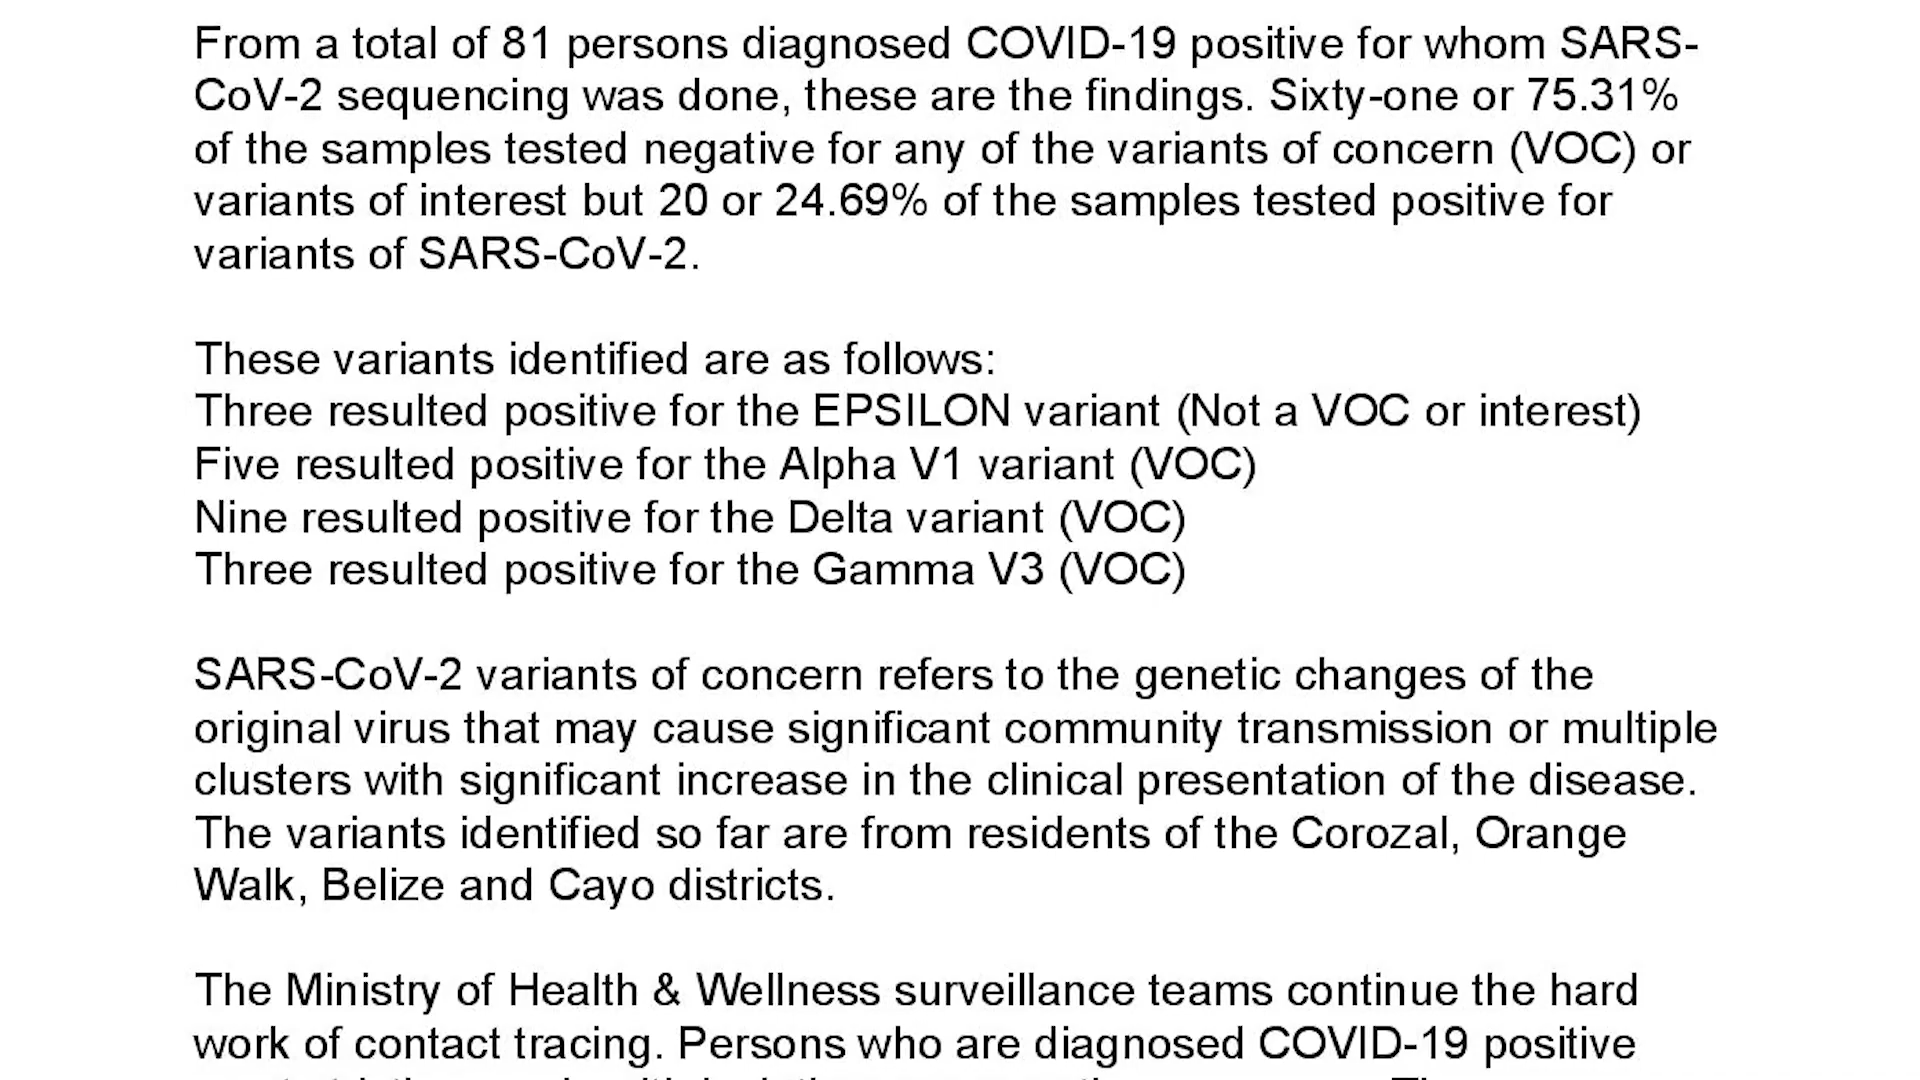 From a total of 81 persons diagnosed COVID-19 positive for whom SARS-
CoV-2 sequencing was done, these are the findings. Sixty-one or 75.31%
of the samples tested negative for any of the variants of concern (VOC) or
variants of interest but 20 or 24.69% of the samples tested positive for
variants of SARS-CoV-2.
These variants identified are as follows:
Three resulted positive for the EPSILON variant (Not a VOC or interest)
Five resulted positive for the Alpha V1 variant (VOC)
Nine resulted positive for the Delta variant (VOC)
Three resulted positive for the Gamma V3 (VOC)
SARS-CoV-2 variants of concern refers to the genetic changes of the
original virus that may cause significant community transmission or multiple
clusters with significant increase in the clinical presentation of the disease.
The variants identified so far are from residents of the Corozal, Orange
Walk, Belize and Cayo districts.
The Ministry of Health & Wellness surveillance teams continue the hard
work of contact tracing. Persons who are diagnosed COVID-19 positive